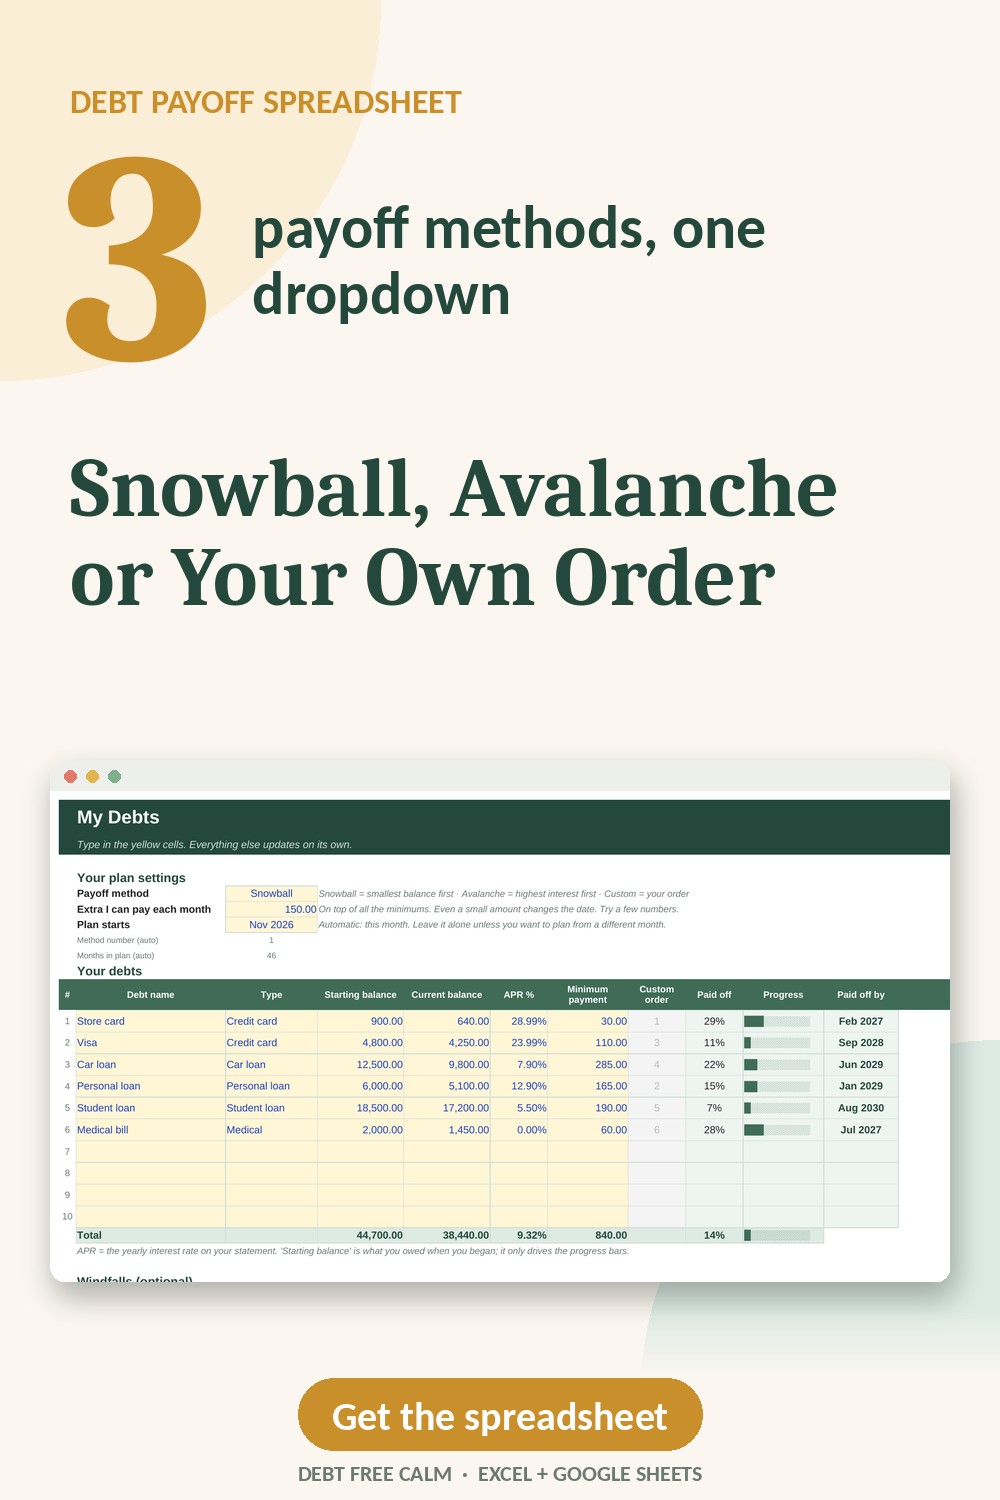 DEBT PAYOFF SPREADSHEET
3
payoff methods, one
dropdown
Snowball, Avalanche
or Your Own Order
My Debts
Type in the yellow cells. Everything else updates on its own.
Your plan settings
Payoff method Snowball Snowball = smallest balance first · Avalanche = highest interest first · Custom = your order
Extra I can pay each month 150.00 On top of all the minimums. Even a small amount changes the date. Try a few numbers.
Plan starts Nov 2026 Automatic: this month. Leave it alone unless you want to plan from a different month.
Method number (auto) 1
Months in plan (auto) 46
Your debts
# Debt name Type Starting balance Current balance APR % Minimum payment Custom order Paid off Progress Paid off by
1 Store card Credit card 900.00 640.00 28.99% 30.00 1 29% Feb 2027
2 Visa Credit card 4,800.00 4,250.00 23.99% 110.00 3 11% Sep 2028
3 Car loan Car loan 12,500.00 9,800.00 7.90% 285.00 4 22% Jun 2029
4 Personal loan Personal loan 6,000.00 5,100.00 12.90% 165.00 2 15% Jan 2029
5 Student loan Student loan 18,500.00 17,200.00 5.50% 190.00 5 7% Aug 2030
6 Medical bill Medical 2,000.00 1,450.00 0.00% 60.00 6 28% Jul 2027
7
8
9
10
Total 44,700.00 38,440.00 9.32% 840.00 14%
APR = the yearly interest rate on your statement. 'Starting balance' is what you owed when you began; it only drives the progress bars.
Windfalls (optional)
Get the spreadsheet
DEBT FREE CALM · EXCEL + GOOGLE SHEETS